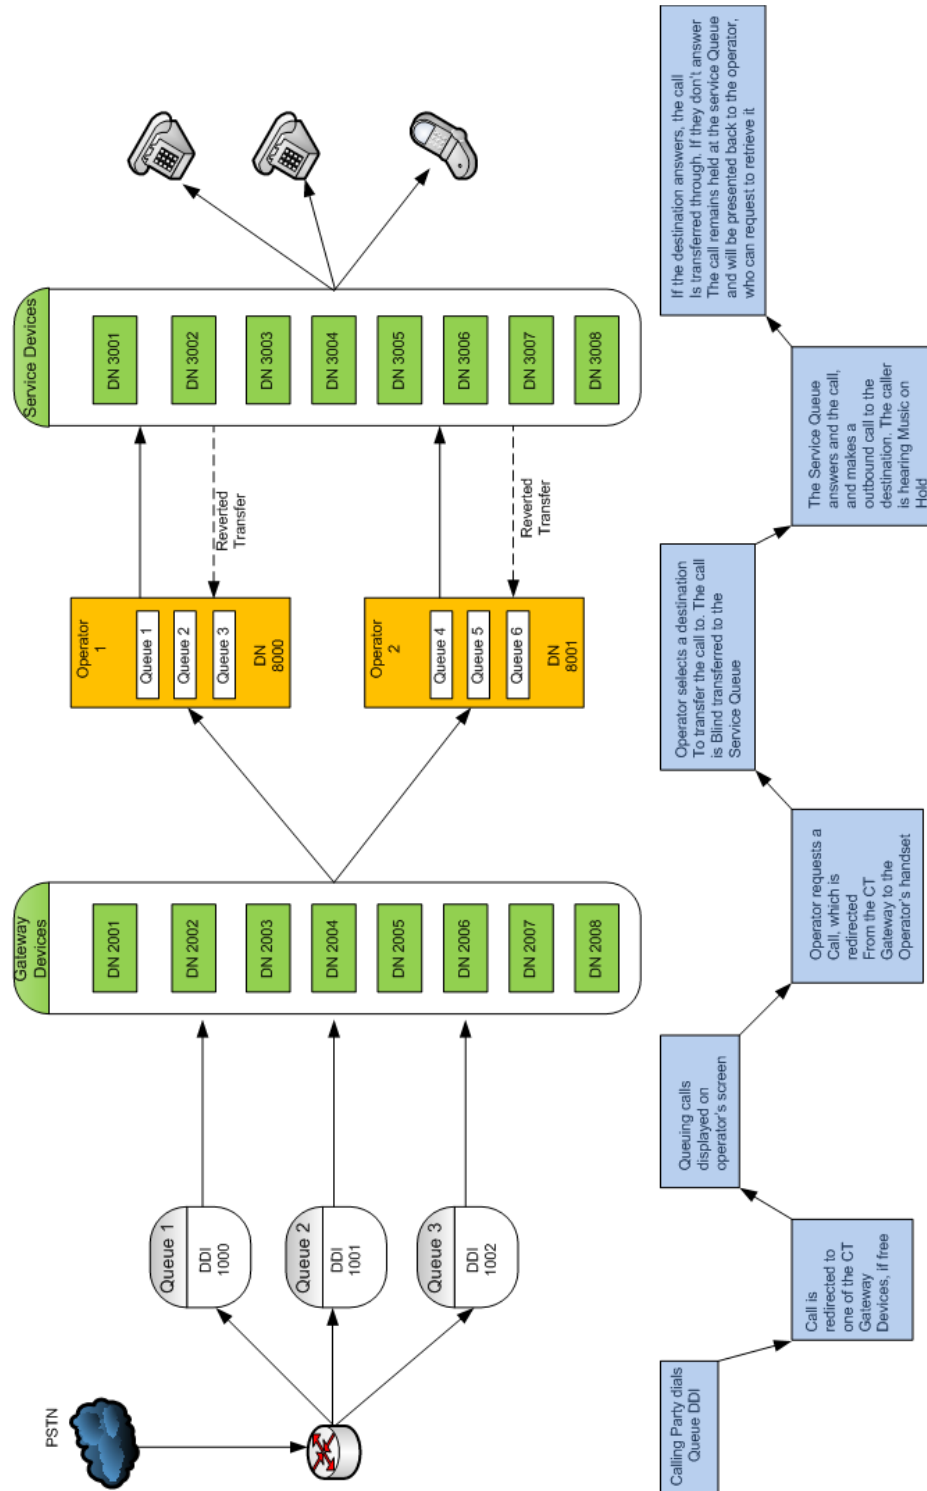 PSTN
Queue 1
DDI
1000
Queue 2
DDI
1001
Queue 3
DDI
1002
Gateway
Devices
DN 2001
DN 2002
DN 2003
DN 2004
DN 2005
DN 2006
DN 2007
DN 2008
Operator
1
Queue 1
Queue 2
Queue 3
DN
8000
Operator
2
Queue 4
Queue 5
Queue 6
DN
8001
Reverted
Transfer
Reverted
Transfer
Service Devices
DN 3001
DN 3002
DN 3003
DN 3004
DN 3005
DN 3006
DN 3007
DN 3008
Calling Party dials
Queue DDI
Call is
redirected to
one of the CT
Gateway
Devices, if free
Queuing calls
displayed on
operator's screen
Operator requests a
Call, which is
redirected
From the CT
Gateway to the
Operator's handset
Operator selects a destination
To transfer the call to. The call
is Blind transferred to the
Service Queue
The Service Queue
answers and the call,
and makes a
outbound call to the
destination. The caller
is hearing Music on
Hold
If the destination answers, the call
Is transferred through. If they don't answer
The call remains held at the service Queue
and will be presented back to the operator,
who can request to retrieve it